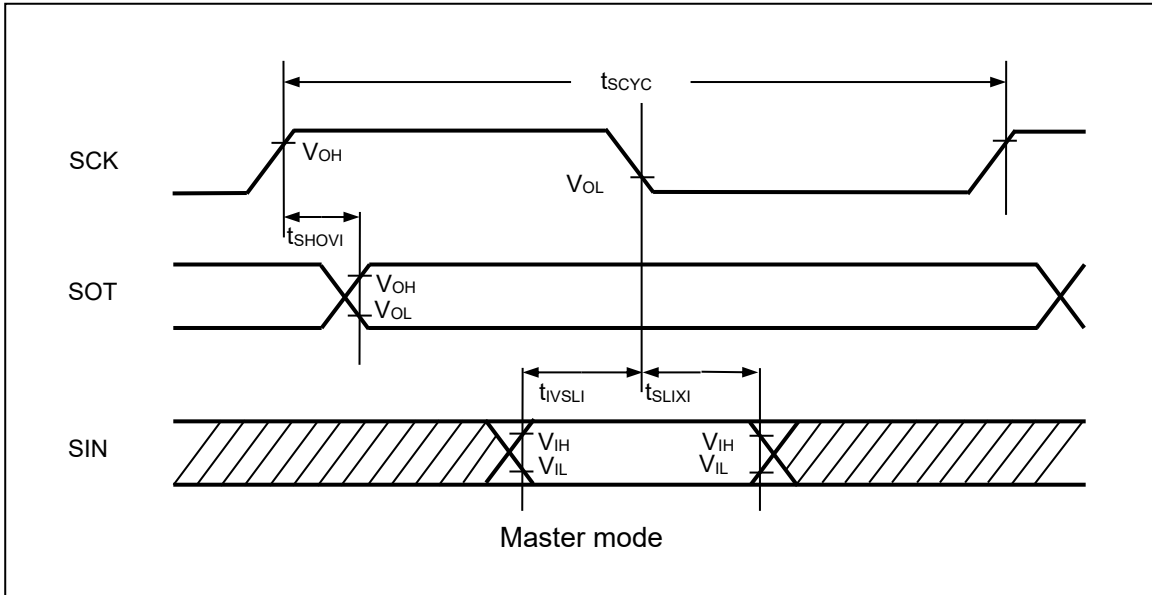 tSCYC
SCK
VOH
VOL
tSHOVI
SOT
VOH
VOL
tIVSLI
tSLIXI
SIN
VIH
VIH
VIL
VIL
Master mode